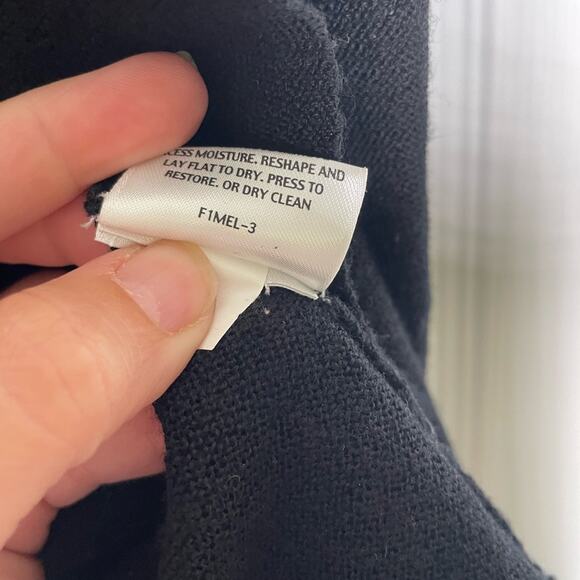 MOISTURE. RESHAPE AND
LAY FLAT TO DRY. PRESS TO
RESTORE. OR DRY CLEAN
F1MEL-3